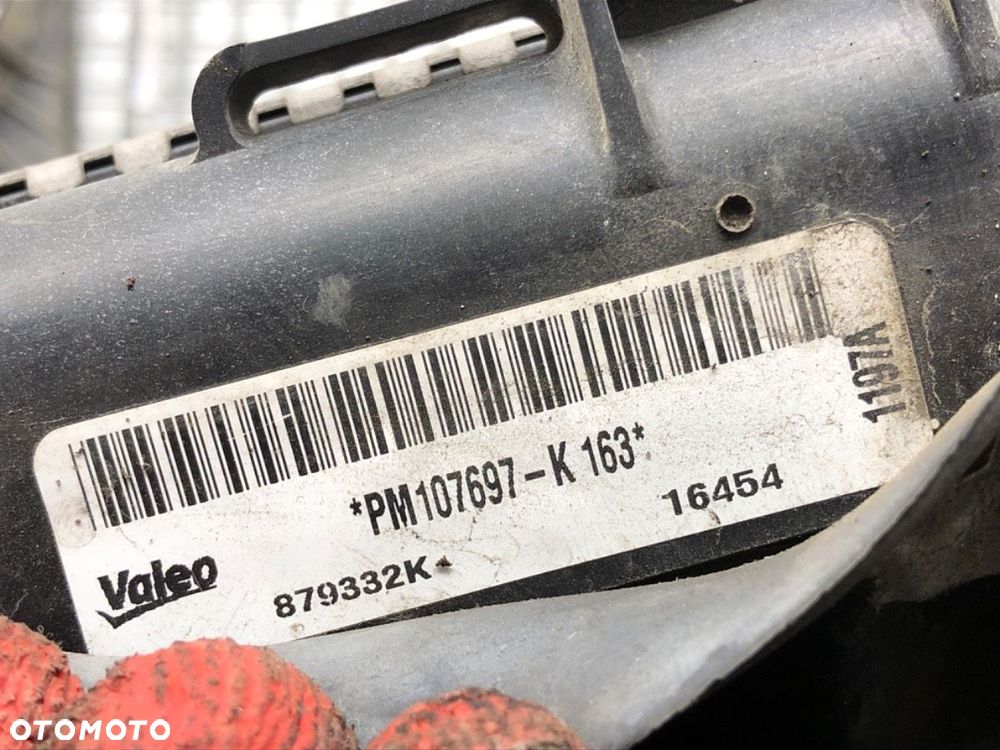 *PM107697-K 163*
1197A
Valeo
879332K
16454
OTOMOTO